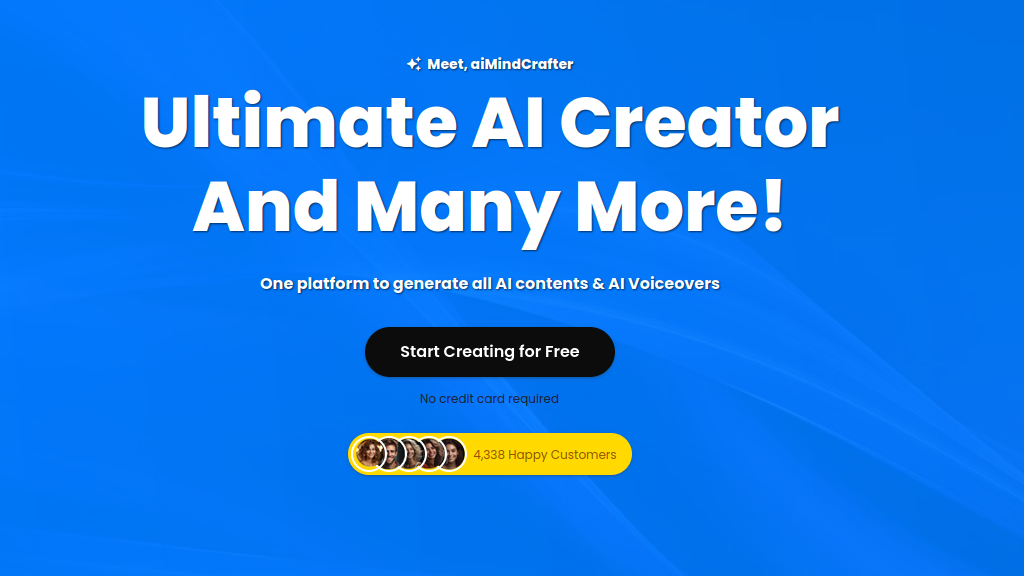 Meet, aiMindCrafter
Ultimate AI Creator
And Many More!
One platform to generate all AI contents & AI Voiceovers
Start Creating for Free
No credit card required
4,338 Happy Customers